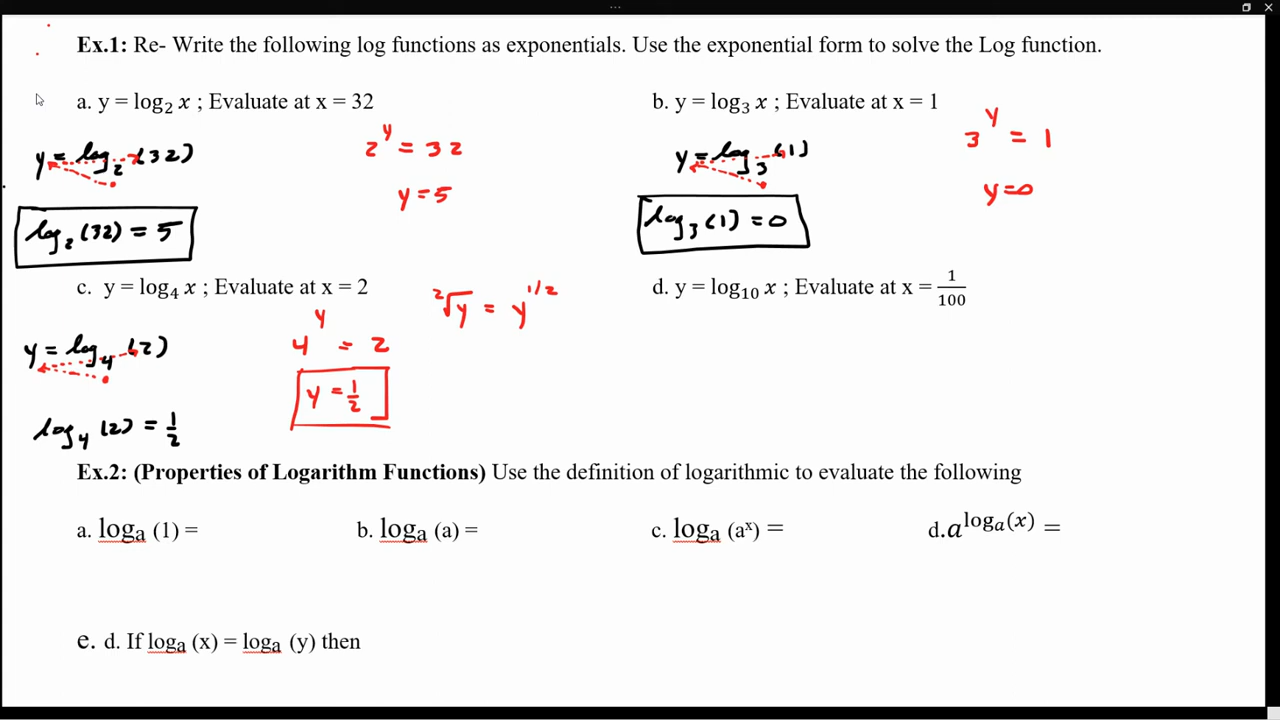 Ex.1: Re- Write the following log functions as exponentials. Use the exponential form to solve the Log function.
a. y = log₂ x ; Evaluate at x = 32
y = log₂ (32)
2^y = 32
y = 5
log₂ (32) = 5
b. y = log₃ x ; Evaluate at x = 1
y = log₃ (1)
3^y = 1
y = 0
log₃ (1) = 0
c. y = log₄ x ; Evaluate at x = 2
²√y = y^1/2
y = log₄ (2)
4^y = 2
y = 1/2
log₄ (2) = 1/2
d. y = log₁₀ x ; Evaluate at x = 1/100
Ex.2: (Properties of Logarithm Functions) Use the definition of logarithmic to evaluate the following
a. logₐ (1) =
b. logₐ (a) =
c. logₐ (aˣ) =
d. a^logₐ(x) =
e. d. If logₐ (x) = logₐ (y) then